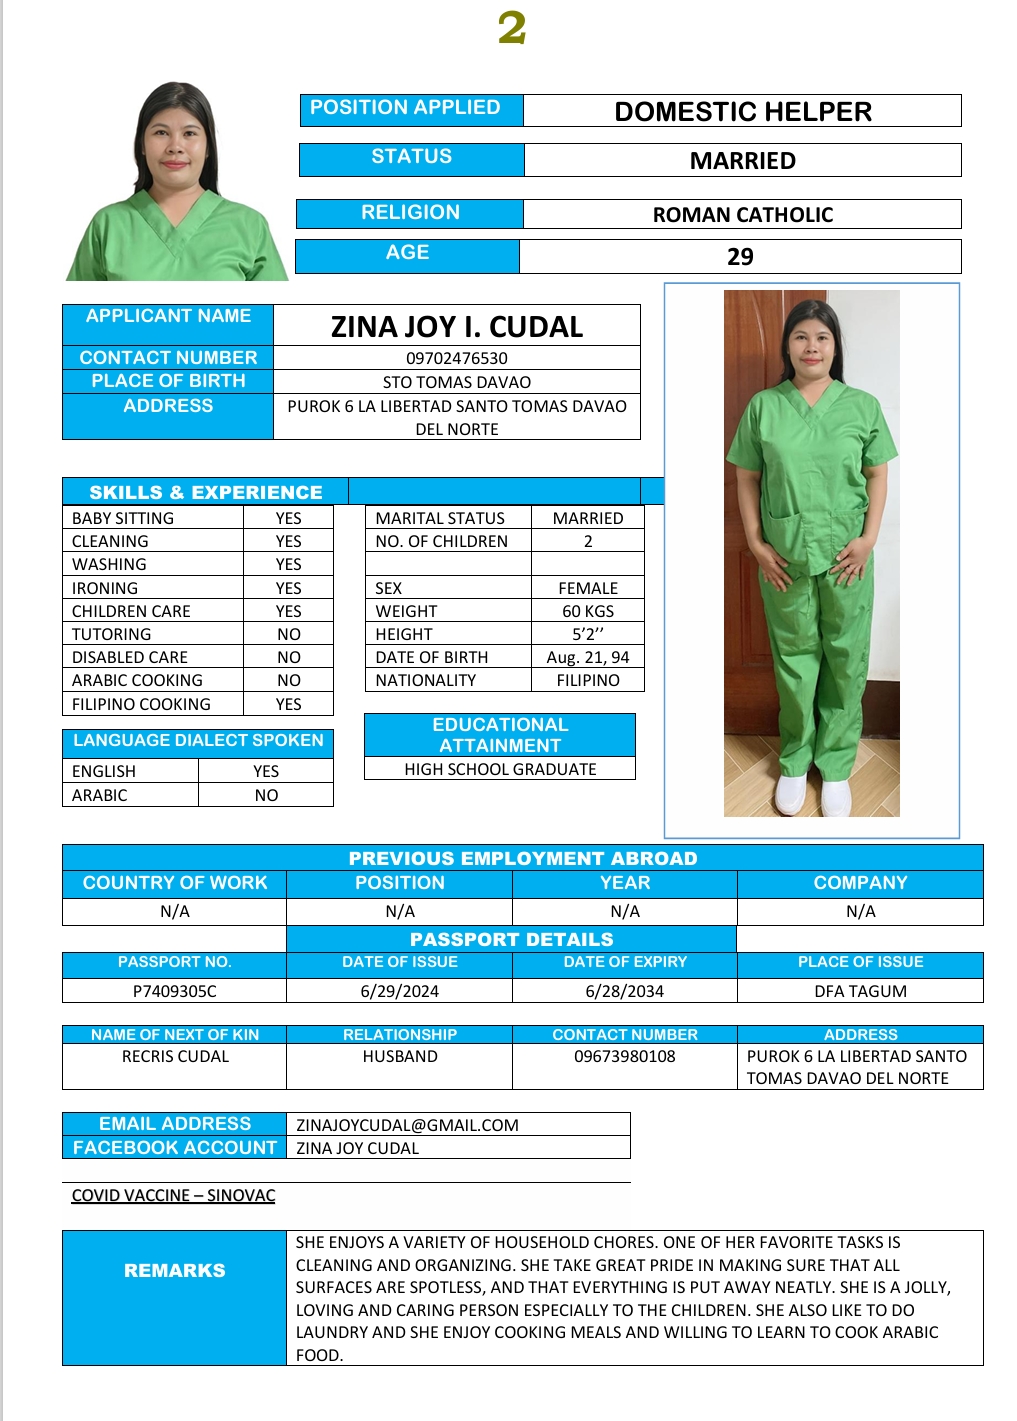 2
POSITION APPLIED DOMESTIC HELPER
STATUS MARRIED
RELIGION ROMAN CATHOLIC
AGE 29
APPLICANT NAME ZINA JOY I. CUDAL
CONTACT NUMBER 09702476530
PLACE OF BIRTH STO TOMAS DAVAO
ADDRESS PUROK 6 LA LIBERTAD SANTO TOMAS DAVAO
DEL NORTE
SKILLS & EXPERIENCE
BABY SITTING YES
CLEANING YES
WASHING YES
IRONING YES
CHILDREN CARE YES
TUTORING NO
DISABLED CARE NO
ARABIC COOKING NO
FILIPINO COOKING YES
MARITAL STATUS MARRIED
NO. OF CHILDREN 2
SEX FEMALE
WEIGHT 60 KGS
HEIGHT 5’2’’
DATE OF BIRTH Aug. 21, 94
NATIONALITY FILIPINO
LANGUAGE DIALECT SPOKEN
ENGLISH YES
ARABIC NO
EDUCATIONAL
ATTAINMENT
HIGH SCHOOL GRADUATE
PREVIOUS EMPLOYMENT ABROAD
COUNTRY OF WORK POSITION YEAR COMPANY
N/A N/A N/A N/A
PASSPORT DETAILS
PASSPORT NO. DATE OF ISSUE DATE OF EXPIRY PLACE OF ISSUE
P7409305C 6/29/2024 6/28/2034 DFA TAGUM
NAME OF NEXT OF KIN RELATIONSHIP CONTACT NUMBER ADDRESS
RECRIS CUDAL HUSBAND 09673980108 PUROK 6 LA LIBERTAD SANTO
TOMAS DAVAO DEL NORTE
EMAIL ADDRESS ZINAJOYCUDAL@GMAIL.COM
FACEBOOK ACCOUNT ZINA JOY CUDAL
COVID VACCINE – SINOVAC
REMARKS
SHE ENJOYS A VARIETY OF HOUSEHOLD CHORES. ONE OF HER FAVORITE TASKS IS
CLEANING AND ORGANIZING. SHE TAKE GREAT PRIDE IN MAKING SURE THAT ALL
SURFACES ARE SPOTLESS, AND THAT EVERYTHING IS PUT AWAY NEATLY. SHE IS A JOLLY,
LOVING AND CARING PERSON ESPECIALLY TO THE CHILDREN. SHE ALSO LIKE TO DO
LAUNDRY AND SHE ENJOY COOKING MEALS AND WILLING TO LEARN TO COOK ARABIC
FOOD.